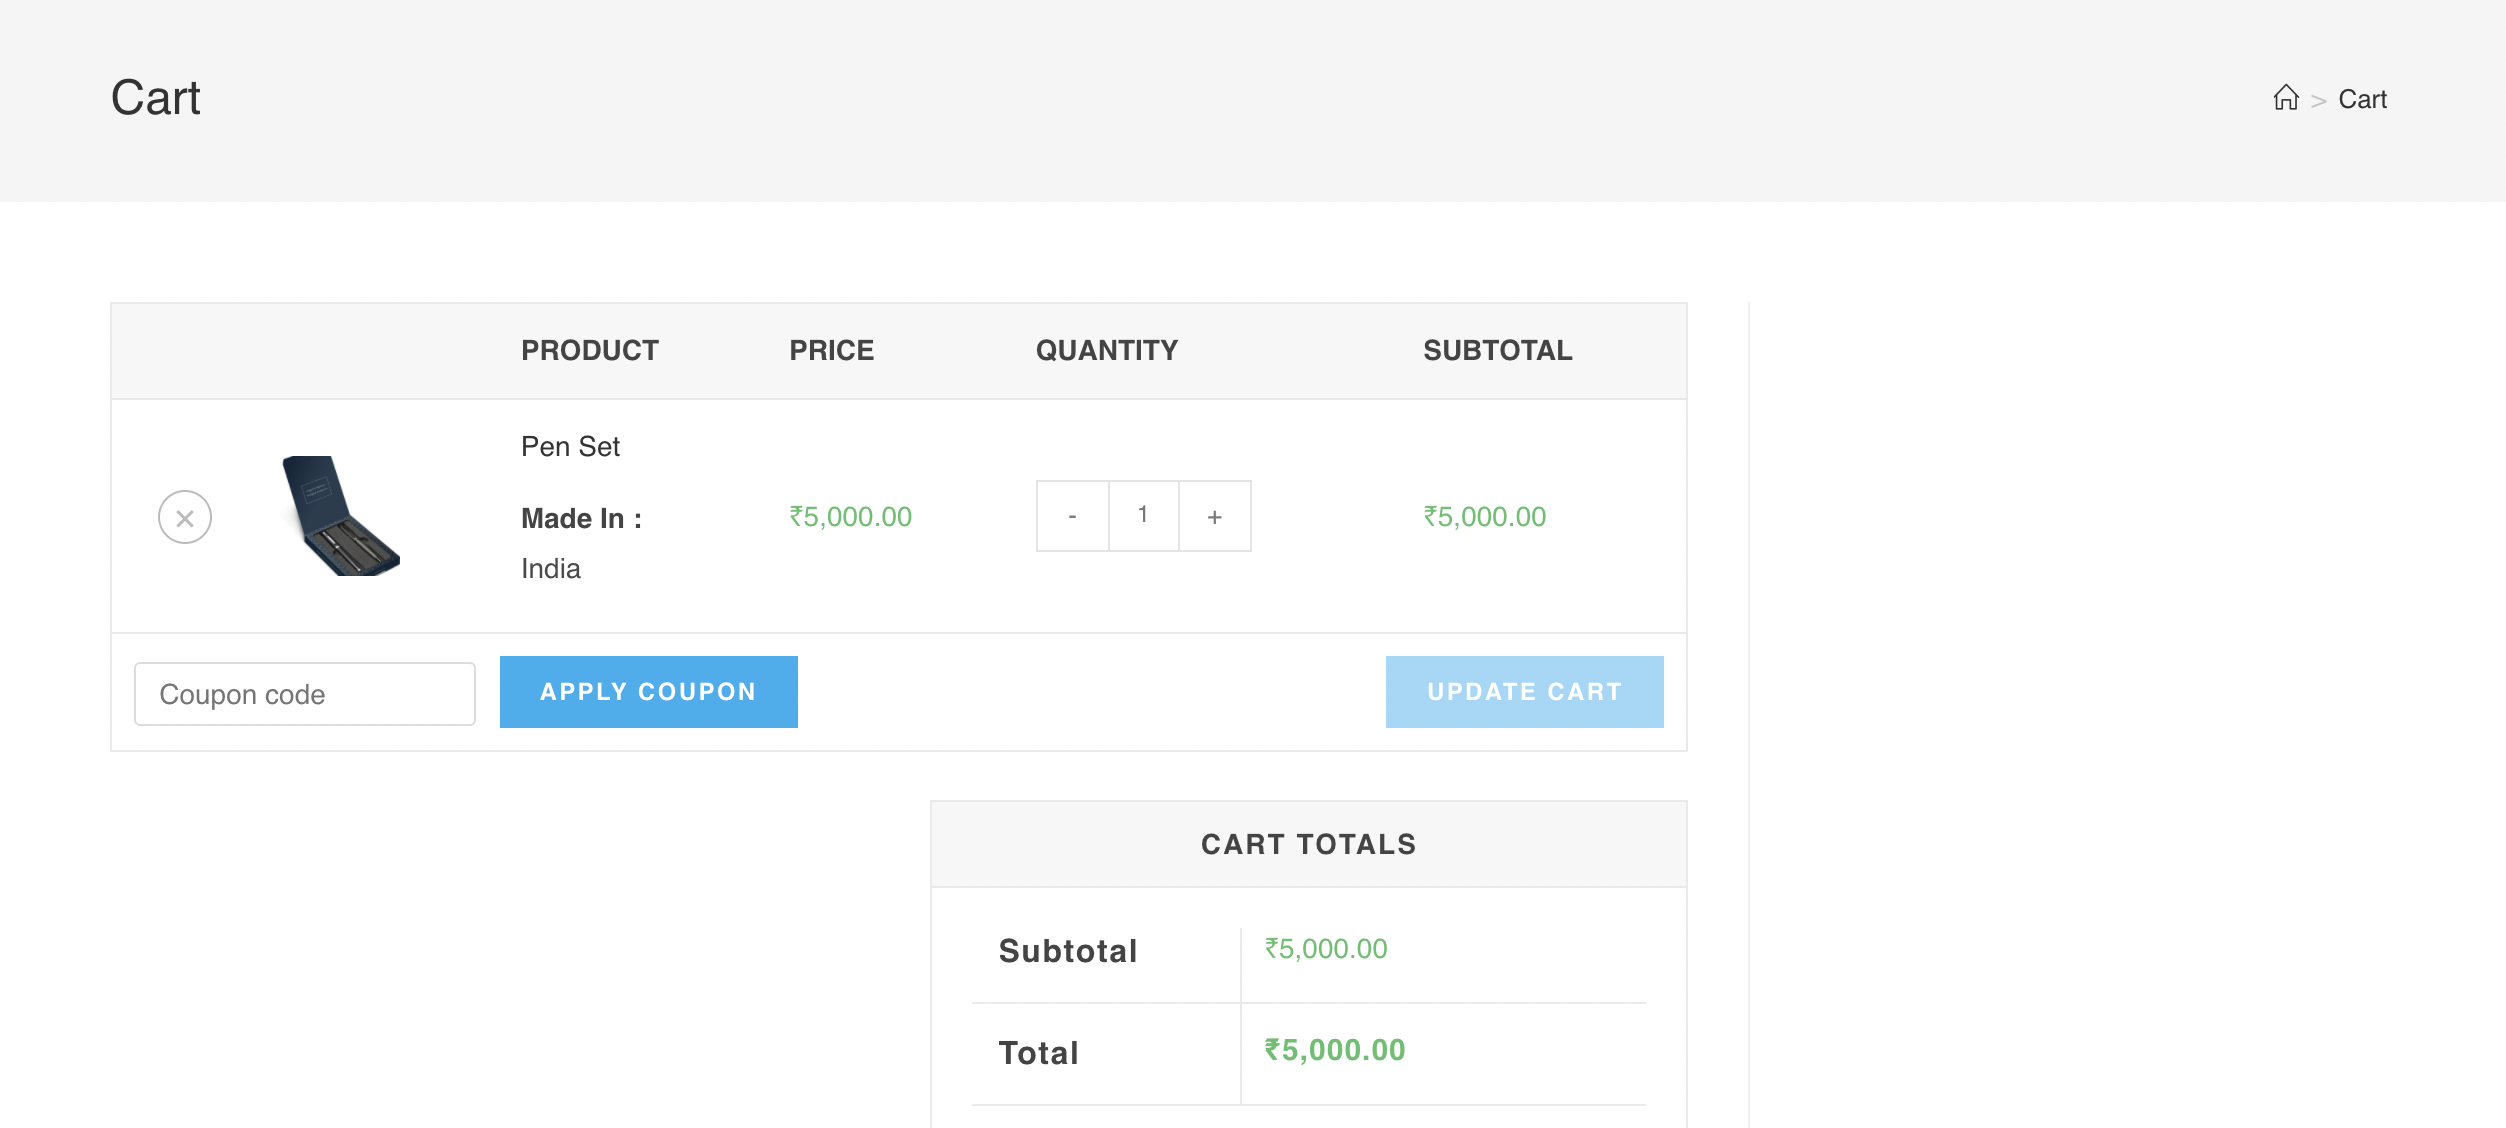 Cart
> Cart
PRODUCT PRICE QUANTITY SUBTOTAL
Pen Set
Made In :
India
₹5,000.00
- 1 +
₹5,000.00
Coupon code
APPLY COUPON
UPDATE CART
CART TOTALS
Subtotal ₹5,000.00
Total ₹5,000.00